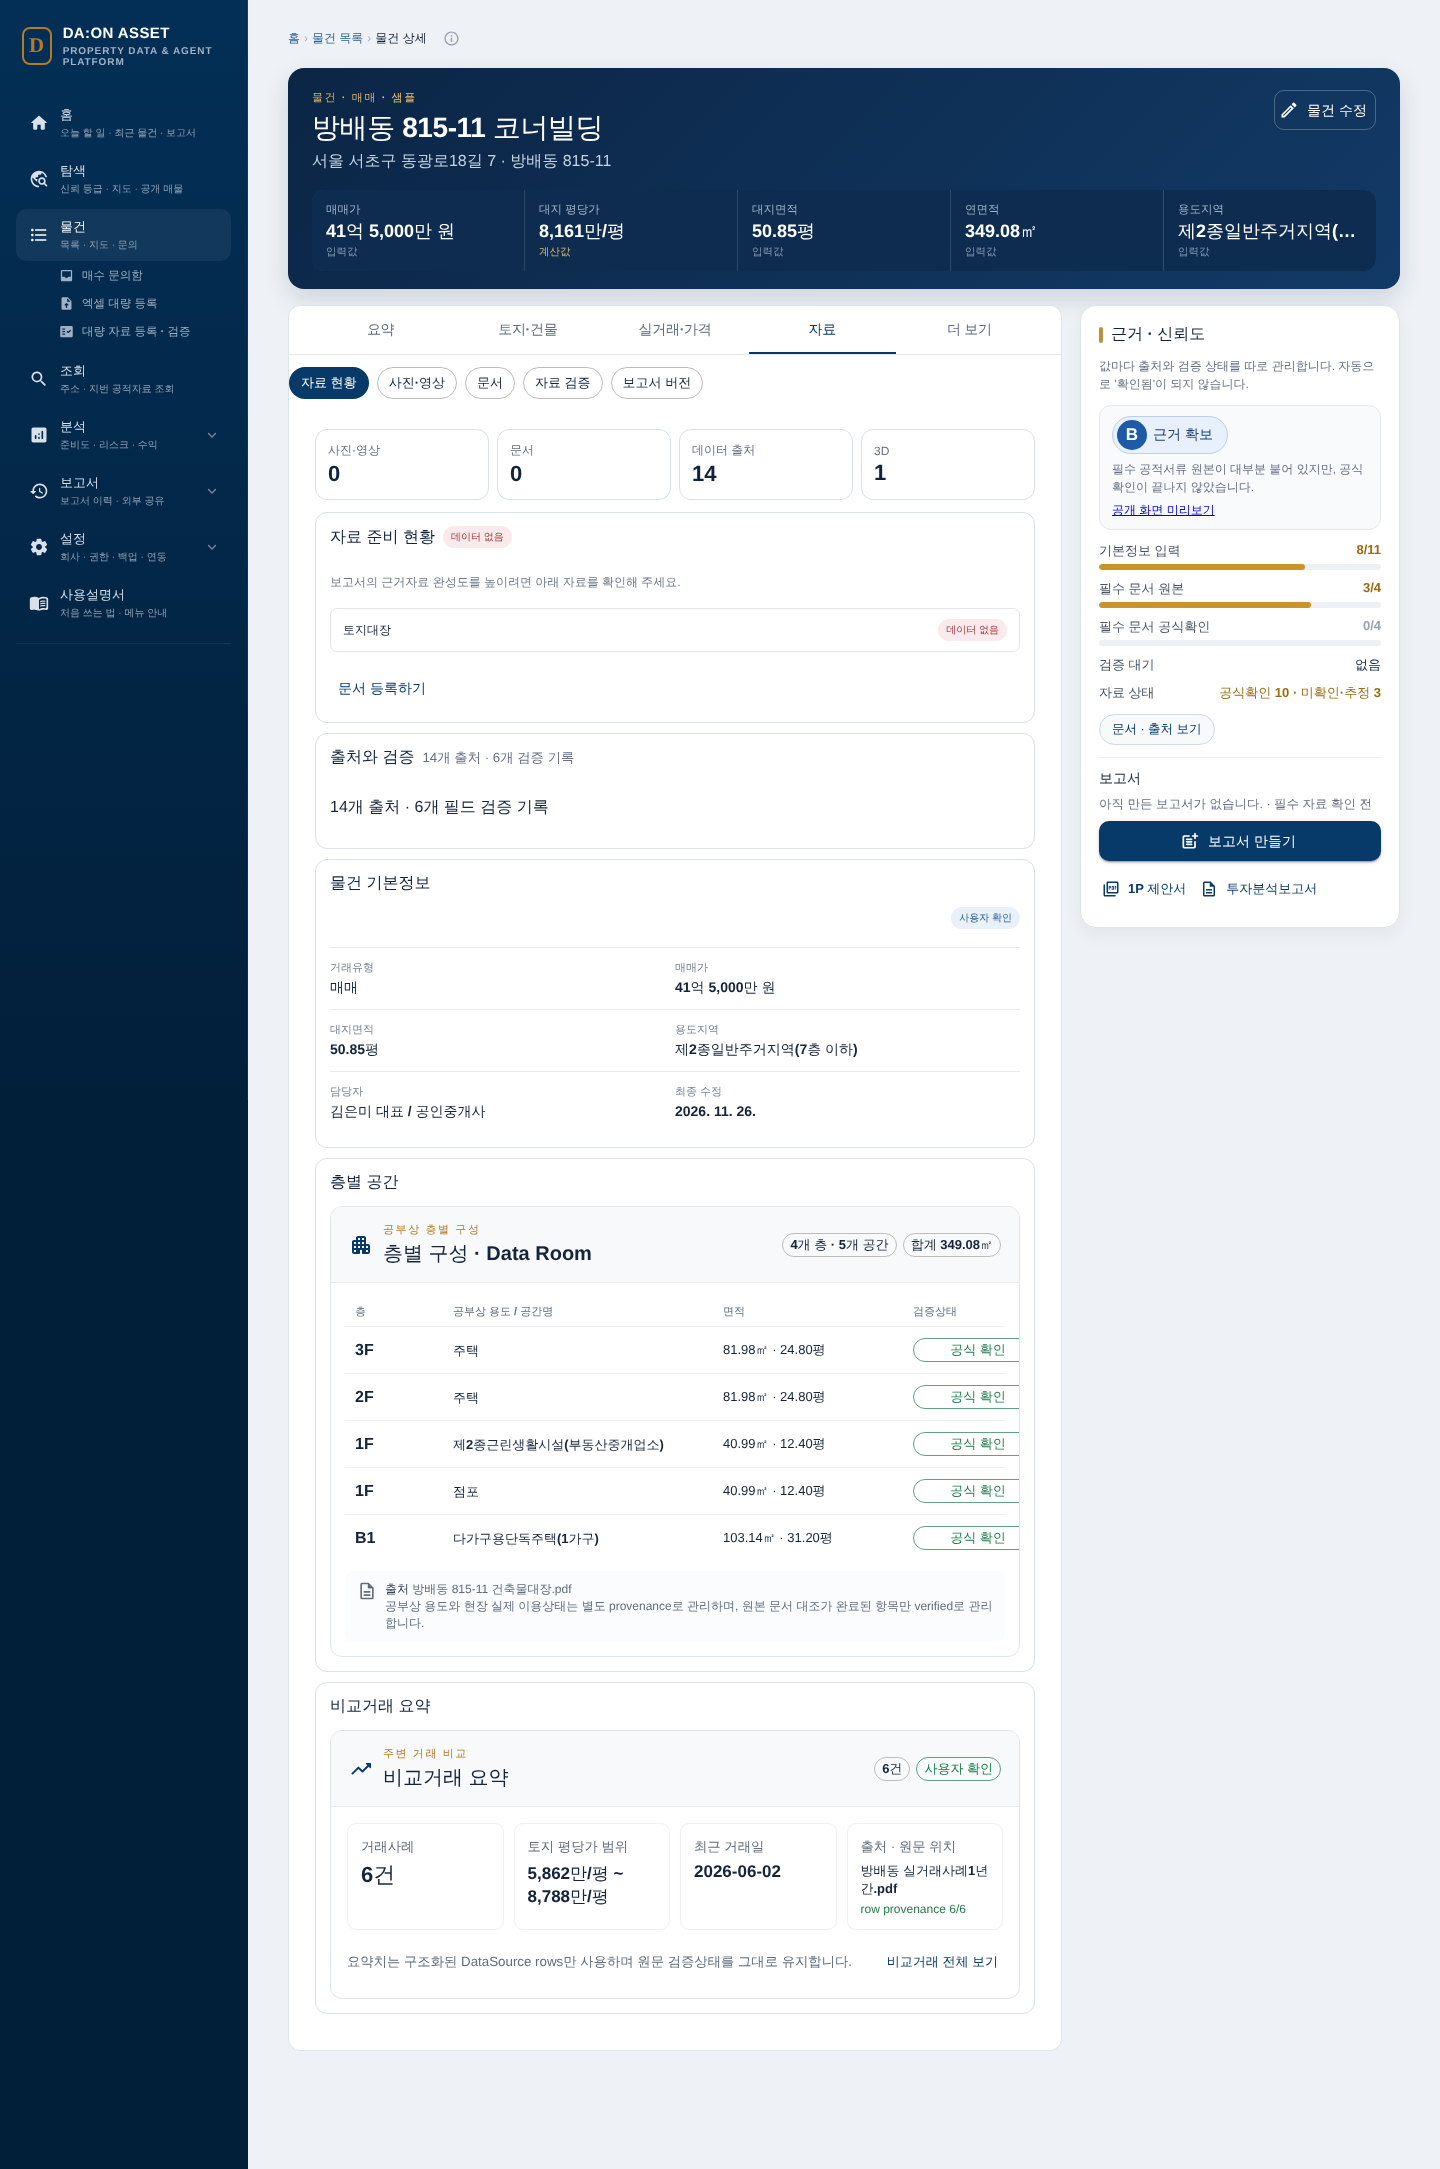 D
DA:ON ASSET
PROPERTY DATA & AGENT
PLATFORM
홈
오늘 할 일 · 최근 물건 · 보고서
탐색
신뢰 등급 · 지도 · 공개 매물
물건
목록 · 지도 · 문의
매수 문의함
엑셀 대량 등록
대량 자료 등록 · 검증
조회
주소 · 지번 공적자료 조회
분석
준비도 · 리스크 · 수익
보고서
보고서 이력 · 외부 공유
설정
회사 · 권한 · 백업 · 연동
사용설명서
처음 쓰는 법 · 메뉴 안내
홈 › 물건 목록 › 물건 상세
물건 · 매매 · 샘플
방배동 815-11 코너빌딩
서울 서초구 동광로18길 7 · 방배동 815-11
물건 수정
매매가
41억 5,000만 원
입력값
대지 평당가
8,161만/평
계산값
대지면적
50.85평
입력값
연면적
349.08㎡
입력값
용도지역
제2종일반주거지역(...
입력값
요약
토지·건물
실거래·가격
자료
더 보기
자료 현황
사진·영상
문서
자료 검증
보고서 버전
사진·영상
0
문서
0
데이터 출처
14
3D
1
자료 준비 현황 데이터 없음
보고서의 근거자료 완성도를 높이려면 아래 자료를 확인해 주세요.
토지대장 데이터 없음
문서 등록하기
출처와 검증 14개 출처 · 6개 검증 기록
14개 출처 · 6개 필드 검증 기록
물건 기본정보
사용자 확인
거래유형
매매
매매가
41억 5,000만 원
대지면적
50.85평
용도지역
제2종일반주거지역(7층 이하)
담당자
김은미 대표 / 공인중개사
최종 수정
2026. 11. 26.
층별 공간
공부상 층별 구성
층별 구성 · Data Room
4개 층 · 5개 공간
합계 349.08㎡
층 공부상 용도 / 공간명 면적 검증상태
3F 주택 81.98㎡ · 24.80평 공식 확인
2F 주택 81.98㎡ · 24.80평 공식 확인
1F 제2종근린생활시설(부동산중개업소) 40.99㎡ · 12.40평 공식 확인
1F 점포 40.99㎡ · 12.40평 공식 확인
B1 다가구용단독주택(1가구) 103.14㎡ · 31.20평 공식 확인
출처 방배동 815-11 건축물대장.pdf
공부상 용도와 현장 실제 이용상태는 별도 provenance로 관리하며, 원본 문서 대조가 완료된 항목만 verified로 관리
합니다.
비교거래 요약
주변 거래 비교
비교거래 요약
6건
사용자 확인
거래사례
6건
토지 평당가 범위
5,862만/평 ~
8,788만/평
최근 거래일
2026-06-02
출처 · 원문 위치
방배동 실거래사례1년
간.pdf
row provenance 6/6
요약치는 구조화된 DataSource rows만 사용하며 원문 검증상태를 그대로 유지합니다.
비교거래 전체 보기
근거 · 신뢰도
값마다 출처와 검증 상태를 따로 관리합니다. 자동으
로 '확인됨'이 되지 않습니다.
B 근거 확보
필수 공적서류 원본이 대부분 붙어 있지만, 공식
확인이 끝나지 않았습니다.
공개 화면 미리보기
기본정보 입력 8/11
필수 문서 원본 3/4
필수 문서 공식확인 0/4
검증 대기 없음
자료 상태 공식확인 10 · 미확인·추정 3
문서 · 출처 보기
보고서
아직 만든 보고서가 없습니다. · 필수 자료 확인 전
보고서 만들기
1P 제안서
투자분석보고서